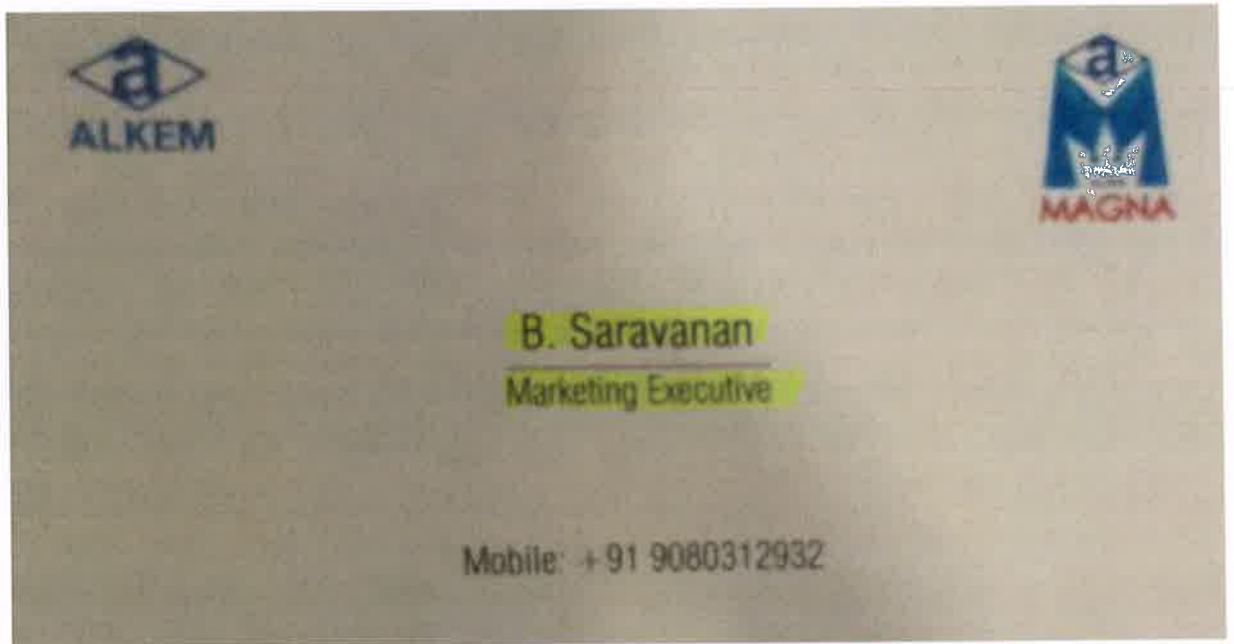 a
ALKEM
a
MAGNA
B. Saravanan
Marketing Executive
Mobile: +91 9080312932